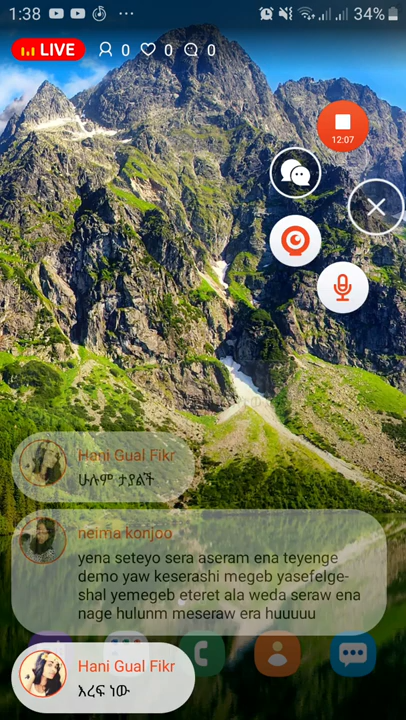 1:38
34%
LIVE 0 0 0
12:07
Hani Gual Fikr
ሁሉም ታያልች
neima konjoo
yena seteyo sera aseram ena teyenge
demo yaw keserashi megeb yasefelge-
shal yemegeb eteret ala weda seraw ena
nage hulunm meseraw era huuuuu
Hani Gual Fikr
እረፍ ነው